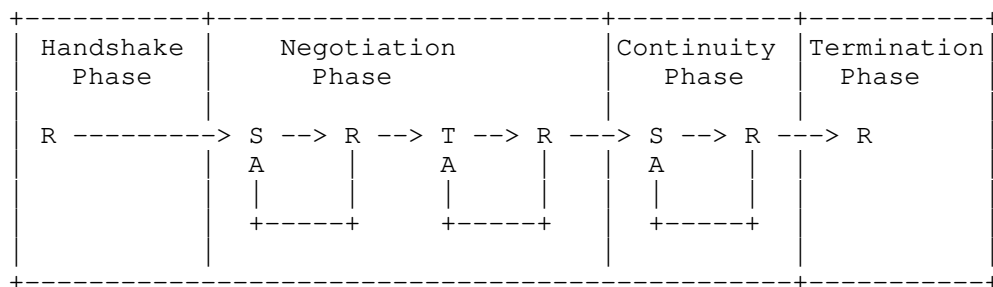 +-----------+------------------------+------------+-----------+
| Handshake |    Negotiation         |Continuity  |Termination|
|   Phase   |      Phase             |   Phase    |  Phase    |
|           |                        |            |           |
| R ---------> S --> R --> T --> R ---> S --> R ---> R       |
|           |  A     |     A     |   |  A     |  |           |
|           |  |     |     |     |   |  |     |  |           |
|           |  +-----+     +-----+   |  +-----+  |           |
|           |                        |            |           |
+------------------------------------------------+-----------+